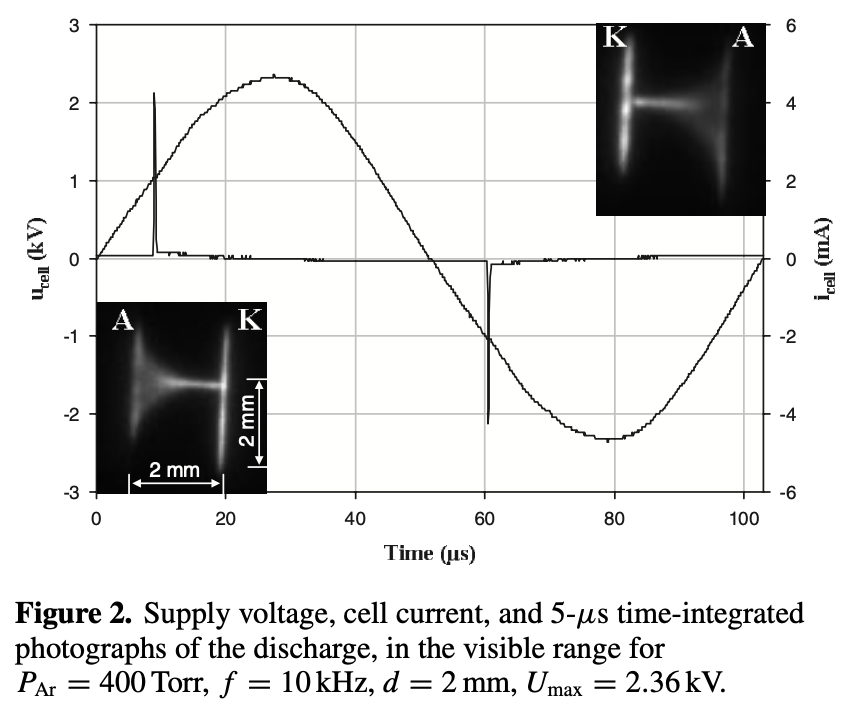 3
2
1
0
-1
-2
-3
u_cell (kV)
6
4
2
0
-2
-4
-6
i_cell (mA)
K A
A K
2 mm
2 mm
0 20 40 60 80 100
Time (μs)
Figure 2. Supply voltage, cell current, and 5-μs time-integrated
photographs of the discharge, in the visible range for
P_Ar = 400 Torr, f = 10 kHz, d = 2 mm, U_max = 2.36 kV.